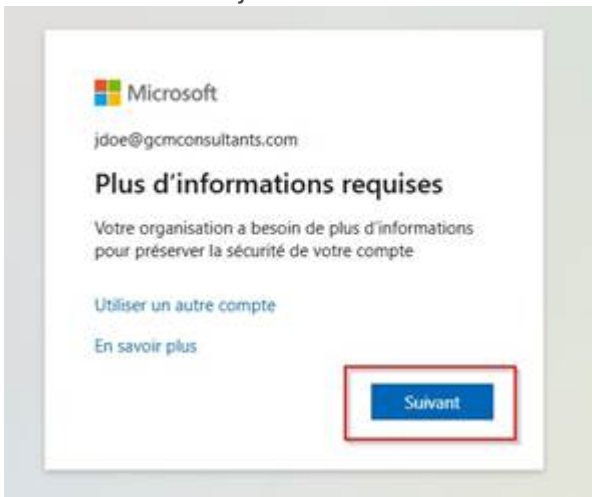 Microsoft
jdoe@gcmconsultants.com
Plus d'informations requises
Votre organisation a besoin de plus d'informations
pour préserver la sécurité de votre compte
Utiliser un autre compte
En savoir plus
Suivant